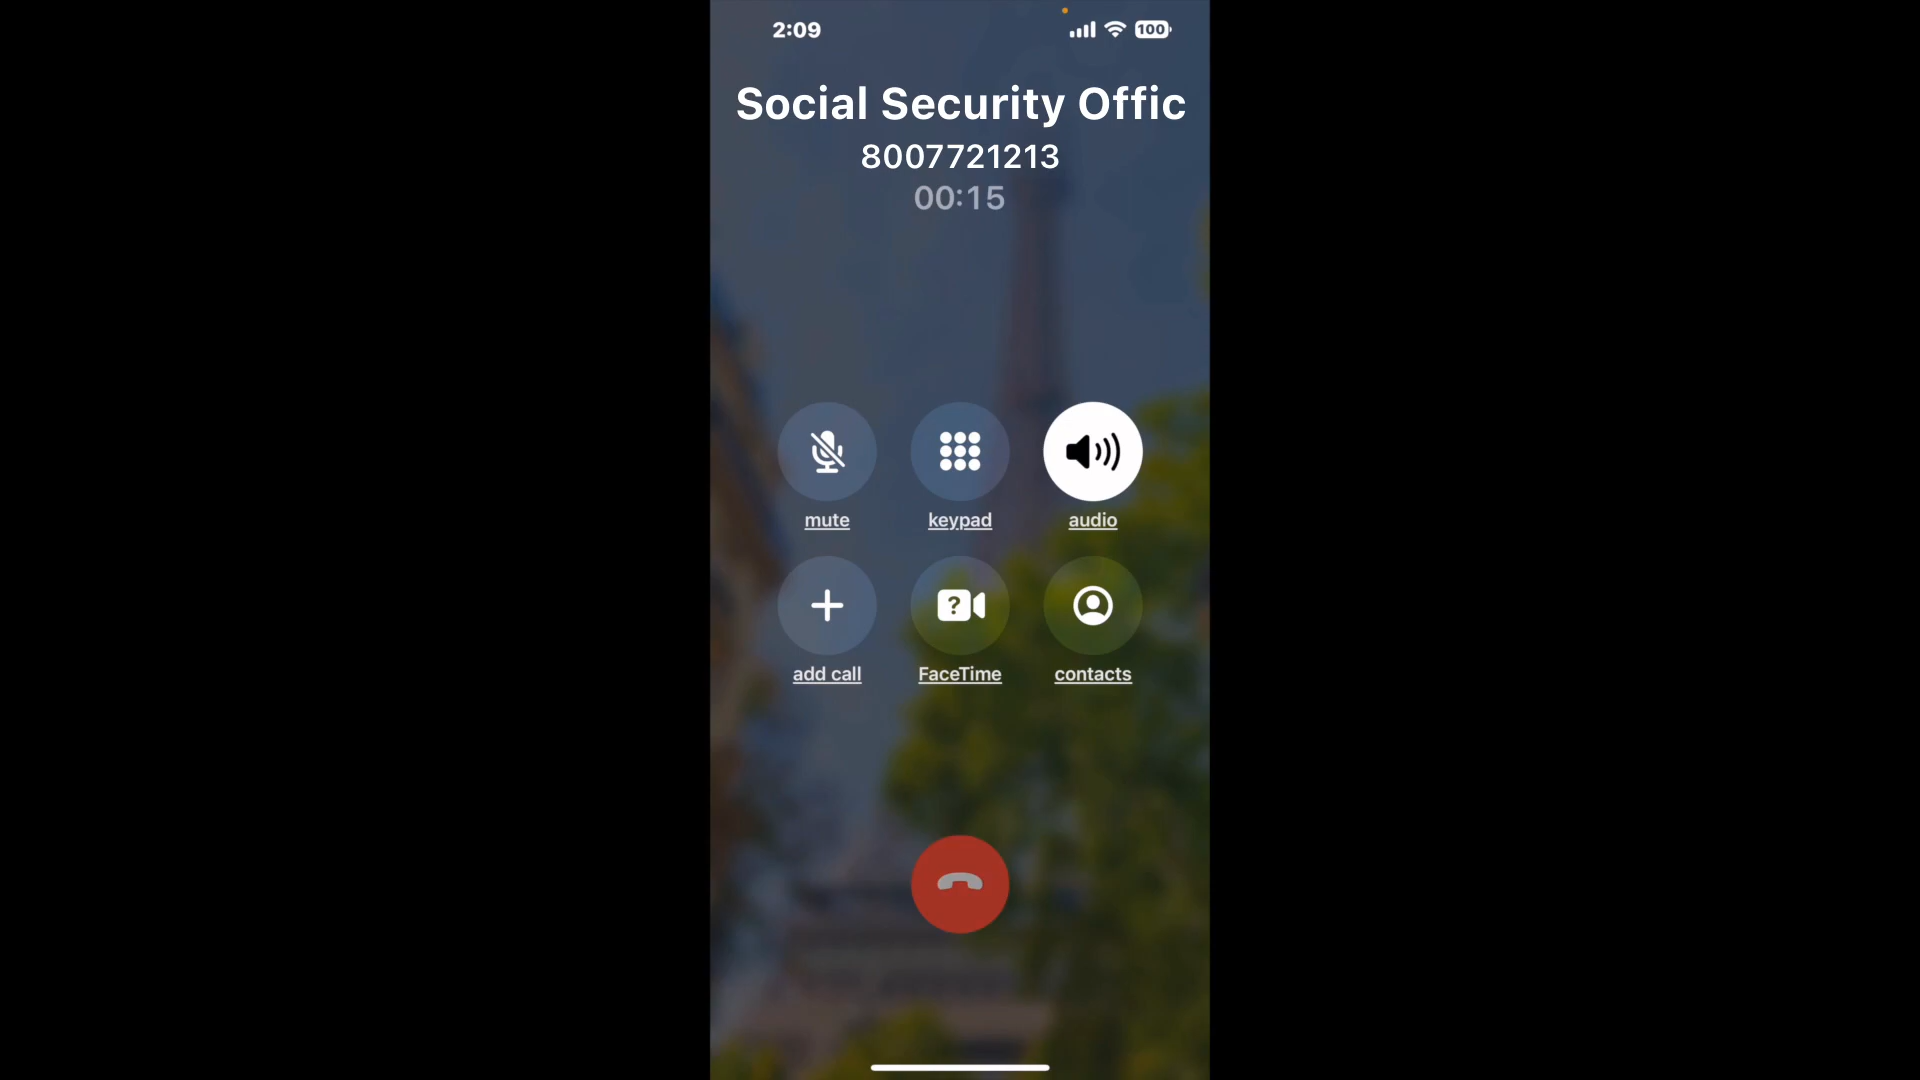 2:09
100
Social Security Offic
8007721213
00:15
mute
keypad
audio
?
add call
FaceTime
contacts